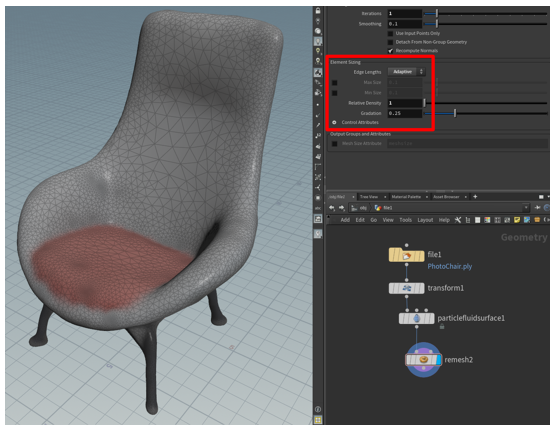 Iterations 1
Smoothing 0.1
Use Input Points Only
Detach From Non-Group Geometry
Recompute Normals
Element Sizing
Edge Lengths Adaptive
Max Size
Min Size
Relative Density 1
Gradation 0.25
Control Attributes
Output Groups and Attributes
Mesh Size Attribute
Tree View
Material Palette
Asset Browser
obj
file1
Add Edit Go View Tools Layout Help
Geometry
file1
PhotoChair.ply
transform1
particlefluidsurface1
remesh2